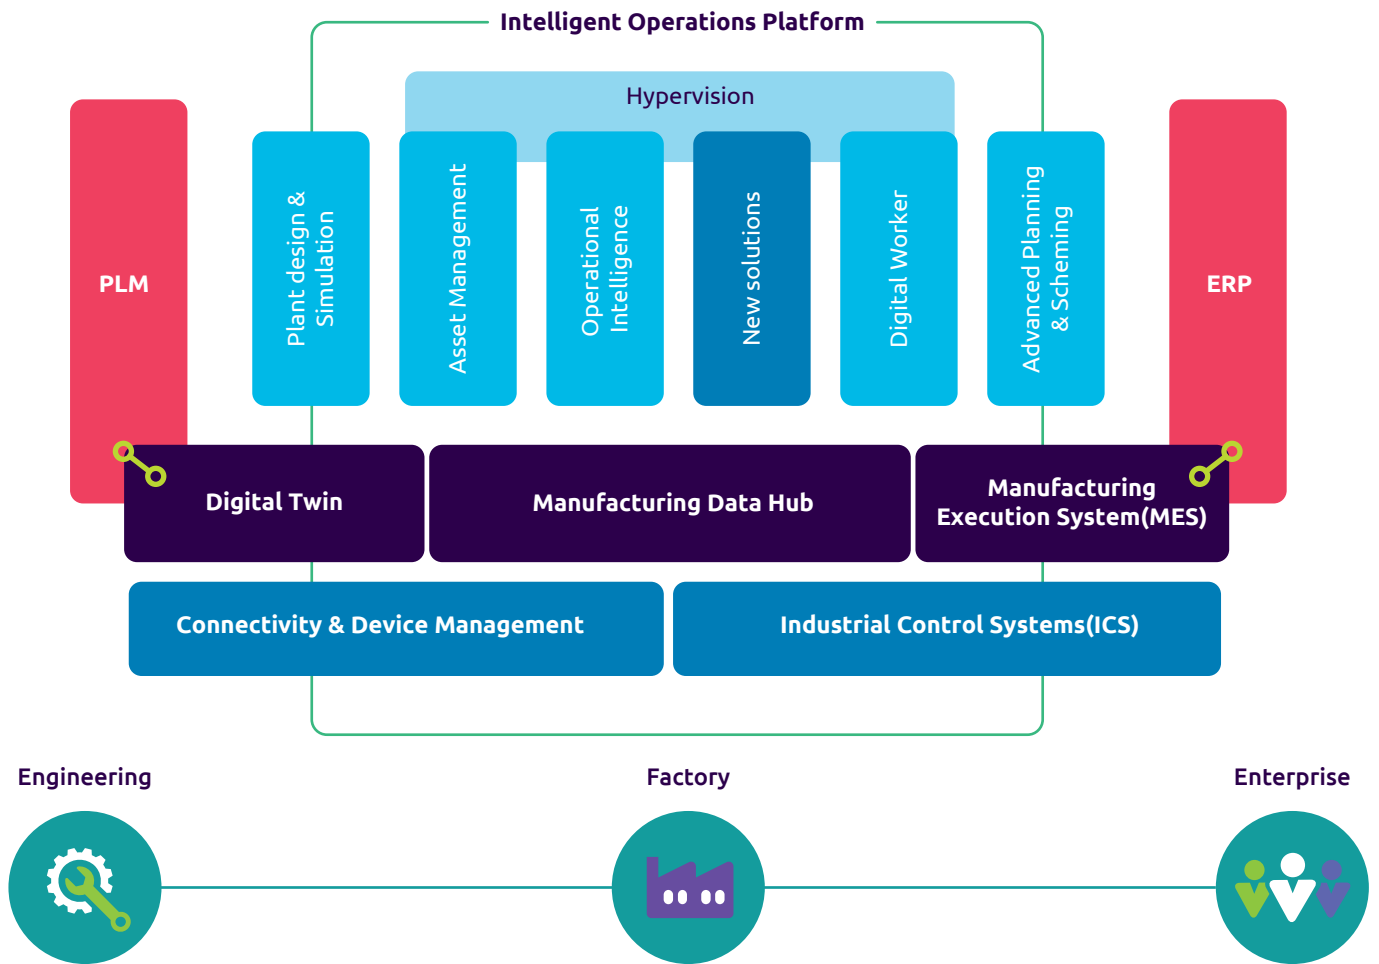 Intelligent Operations Platform
Hypervision
PLM
Plant design &
Simulation
Asset Management
Operational
Intelligence
New solutions
Digital Worker
Advanced Planning
& Scheming
ERP
Digital Twin
Manufacturing Data Hub
Manufacturing
Execution System(MES)
Connectivity & Device Management
Industrial Control Systems(ICS)
Engineering
Factory
Enterprise